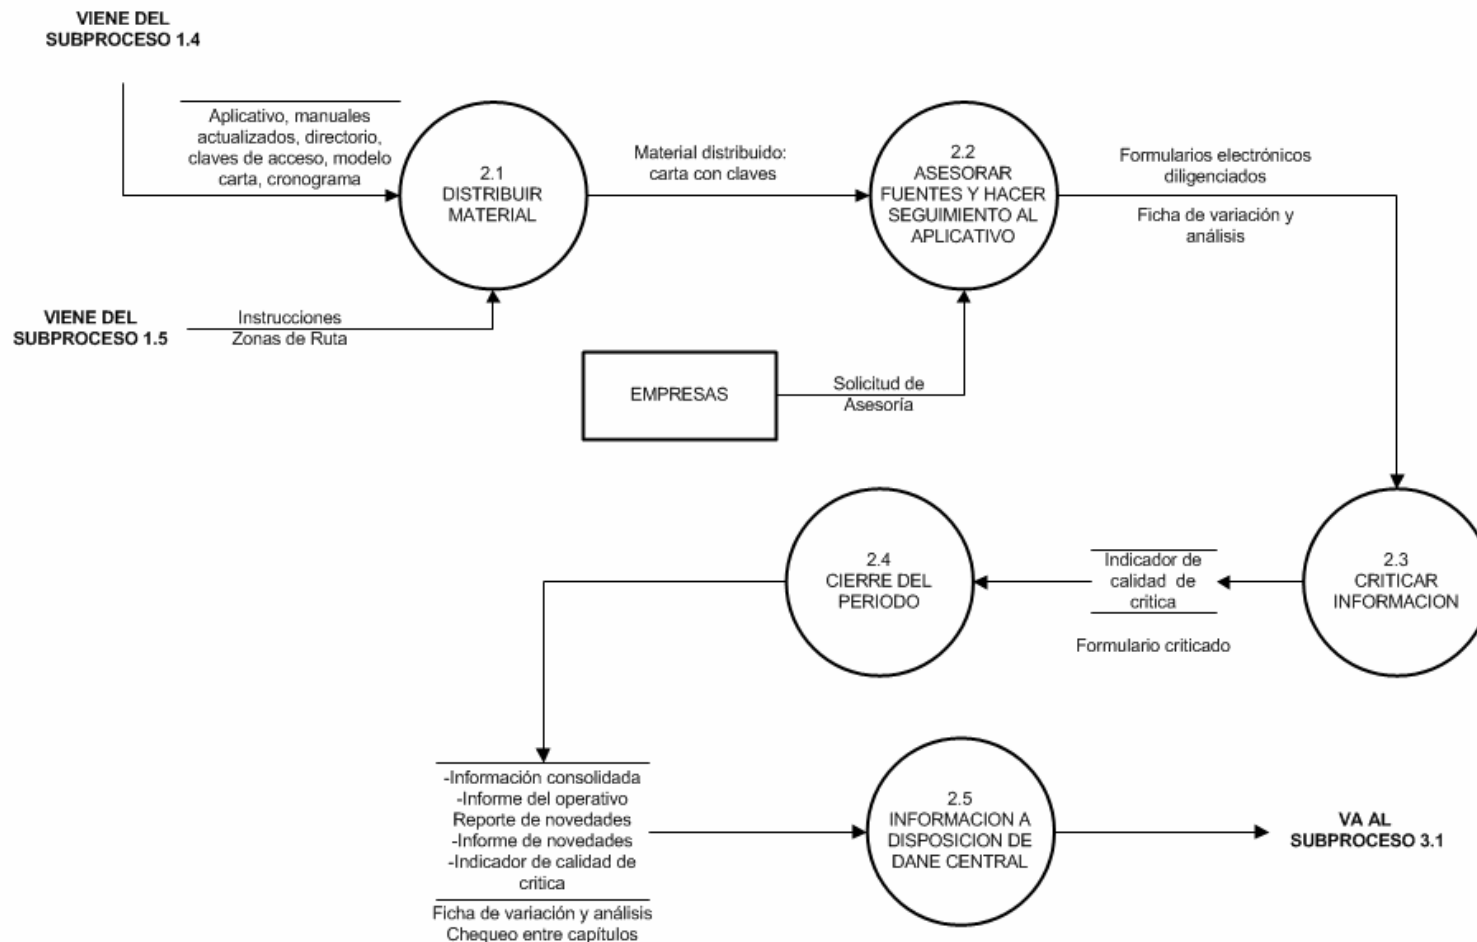 VIENE DEL
SUBPROCESO 1.4
Aplicativo, manuales
actualizados, directorio,
claves de acceso, modelo
carta, cronograma
2.1
DISTRIBUIR
MATERIAL
Material distribuido:
carta con claves
2.2
ASESORAR
FUENTES Y HACER
SEGUIMIENTO AL
APLICATIVO
Formularios electrónicos
diligenciados
Ficha de variación y
análisis
VIENE DEL
SUBPROCESO 1.5
Instrucciones
Zonas de Ruta
EMPRESAS
Solicitud de
Asesoría
2.3
CRITICAR
INFORMACION
Indicador de
calidad de
critica
Formulario criticado
2.4
CIERRE DEL
PERIODO
-Información consolidada
-Informe del operativo
Reporte de novedades
-Informe de novedades
-Indicador de calidad de
critica
Ficha de variación y análisis
Chequeo entre capítulos
2.5
INFORMACION A
DISPOSICION DE
DANE CENTRAL
VA AL
SUBPROCESO 3.1